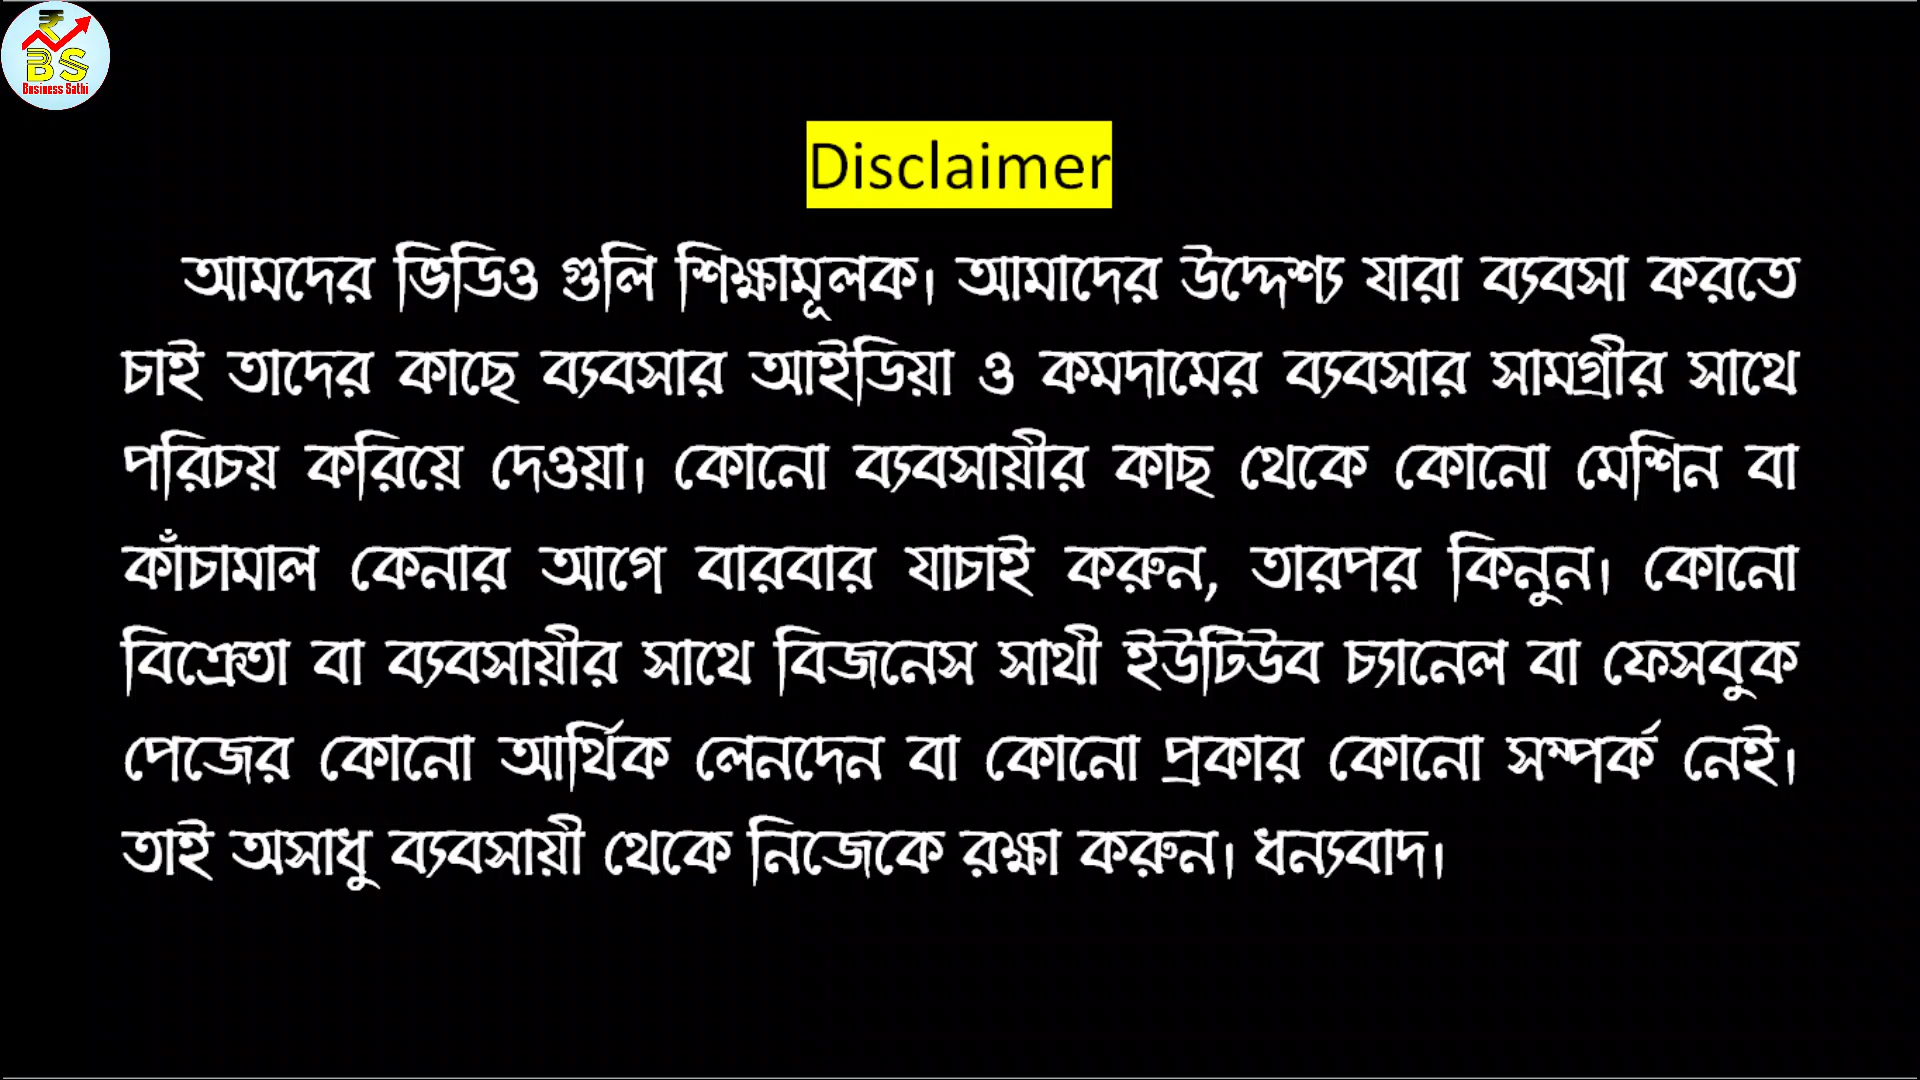 ₹
BS
Business Sathi
Disclaimer
আমদের ভিডিও গুলি শিক্ষামূলক। আমাদের উদ্দেশ্য যারা ব্যবসা করতে
চাই তাদের কাছে ব্যবসার আইডিয়া ও কমদামের ব্যবসার সামগ্রীর সাথে
পরিচয় করিয়ে দেওয়া। কোনো ব্যবসায়ীর কাছ থেকে কোনো মেশিন বা
কাঁচামাল কেনার আগে বারবার যাচাই করুন, তারপর কিনুন। কোনো
বিক্রেতা বা ব্যবসায়ীর সাথে বিজনেস সাথী ইউটিউব চ্যানেল বা ফেসবুক
পেজের কোনো আর্থিক লেনদেন বা কোনো প্রকার কোনো সম্পর্ক নেই।
তাই অসাধু ব্যবসায়ী থেকে নিজেকে রক্ষা করুন। ধন্যবাদ।